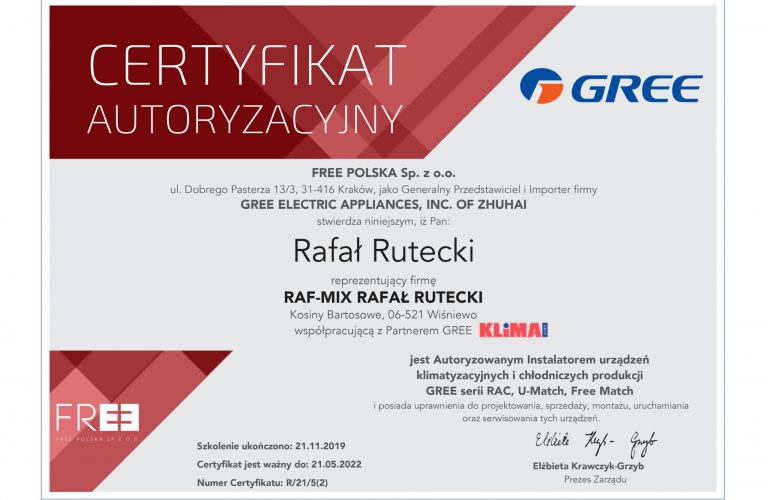 CERTYFIKAT
AUTORYZACYJNY
GREE
FREE POLSKA Sp. z o.o.
ul. Dobrego Pasterza 13/3, 31-416 Kraków, jako Generalny Przedstawiciel i Importer firmy
GREE ELECTRIC APPLIANCES, INC. OF ZHUHAI
stwierdza niniejszym, iż Pan:
Rafał Rutecki
reprezentujący firmę
RAF-MIX RAFAŁ RUTECKI
Kosiny Bartosowe, 06-521 Wiśniewo
współpracującą z Partnerem GREE KLiMA
jest Autoryzowanym Instalatorem urządzeń
klimatyzacyjnych i chłodniczych produkcji
GREE serii RAC, U-Match, Free Match
i posiada uprawnienia do projektowania, sprzedaży, montażu, uruchamiania
oraz serwisowania tych urządzeń.
FREE
FREE POLSKA SP. Z O.O.
Szkolenie ukończono: 21.11.2019
Certyfikat jest ważny do: 21.05.2022
Numer Certyfikatu: R/21/5(2)
Elżbieta Krawczyk-Grzyb
Prezes Zarządu